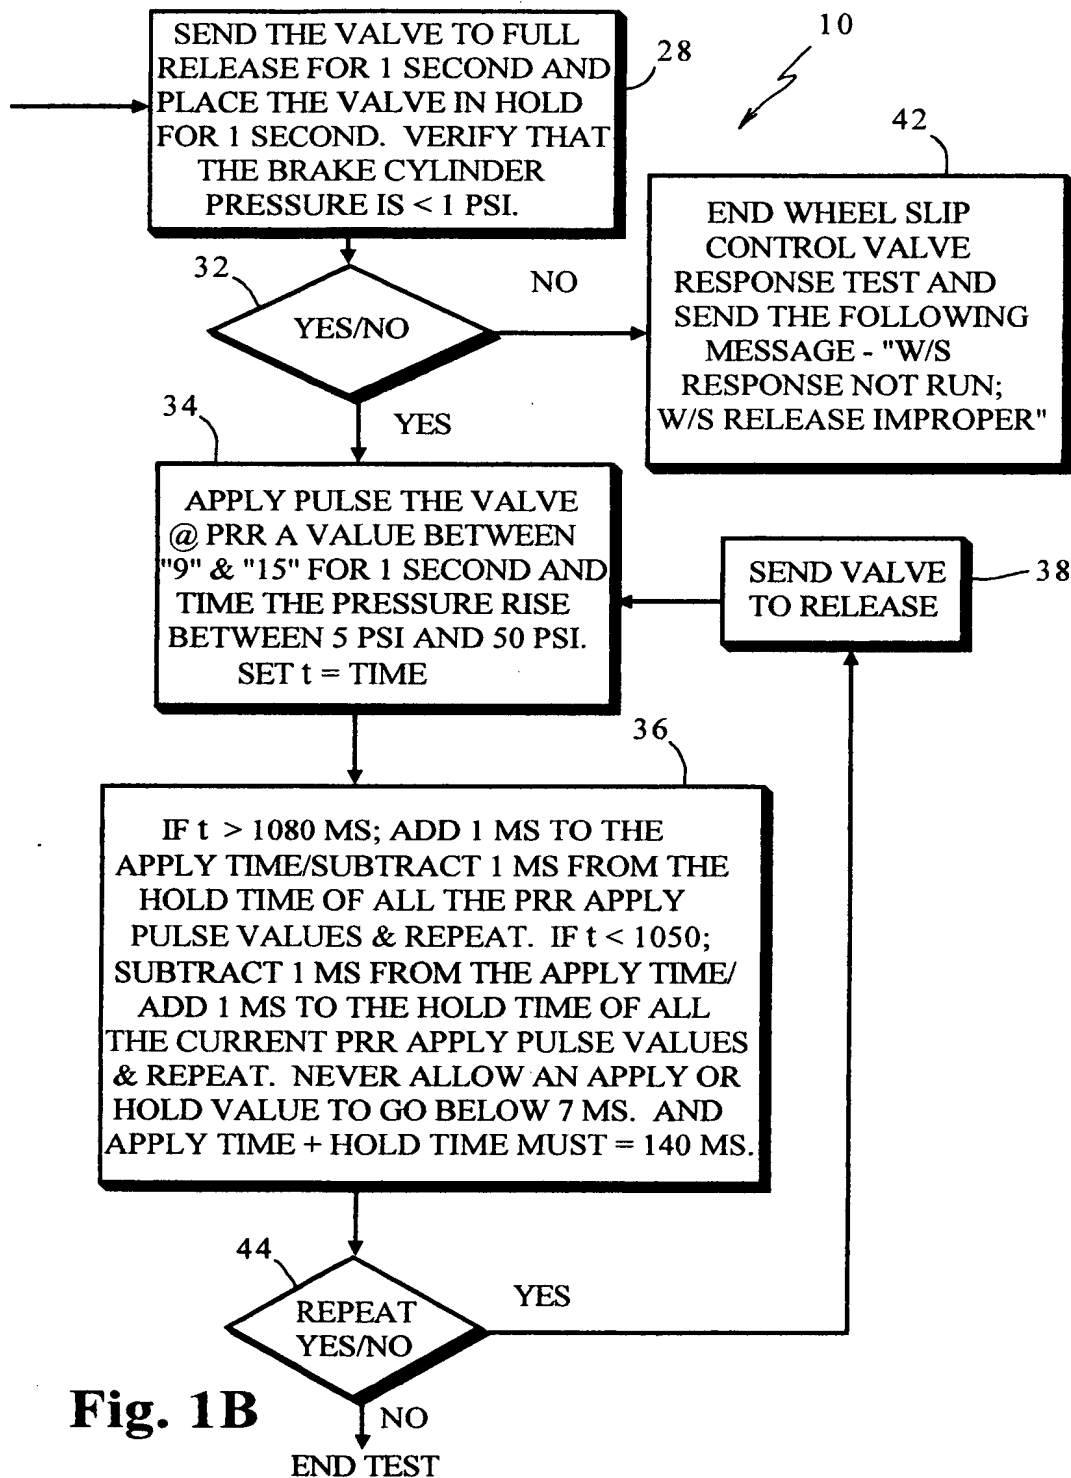 10
SEND THE VALVE TO FULL
RELEASE FOR 1 SECOND AND
PLACE THE VALVE IN HOLD
FOR 1 SECOND. VERIFY THAT
THE BRAKE CYLINDER
PRESSURE IS < 1 PSI.
28
42
END WHEEL SLIP
CONTROL VALVE
RESPONSE TEST AND
SEND THE FOLLOWING
MESSAGE - "W/S
RESPONSE NOT RUN;
W/S RELEASE IMPROPER"
32
NO
YES/NO
YES
34
APPLY PULSE THE VALVE
@ PRR A VALUE BETWEEN
"9" & "15" FOR 1 SECOND AND
TIME THE PRESSURE RISE
BETWEEN 5 PSI AND 50 PSI.
SET t = TIME
SEND VALVE
TO RELEASE
38
36
IF t > 1080 MS; ADD 1 MS TO THE
APPLY TIME/SUBTRACT 1 MS FROM THE
HOLD TIME OF ALL THE PRR APPLY
PULSE VALUES & REPEAT. IF t < 1050;
SUBTRACT 1 MS FROM THE APPLY TIME/
ADD 1 MS TO THE HOLD TIME OF ALL
THE CURRENT PRR APPLY PULSE VALUES
& REPEAT. NEVER ALLOW AN APPLY OR
HOLD VALUE TO GO BELOW 7 MS. AND
APPLY TIME + HOLD TIME MUST = 140 MS.
44
REPEAT
YES/NO
YES
NO
END TEST
Fig. 1B